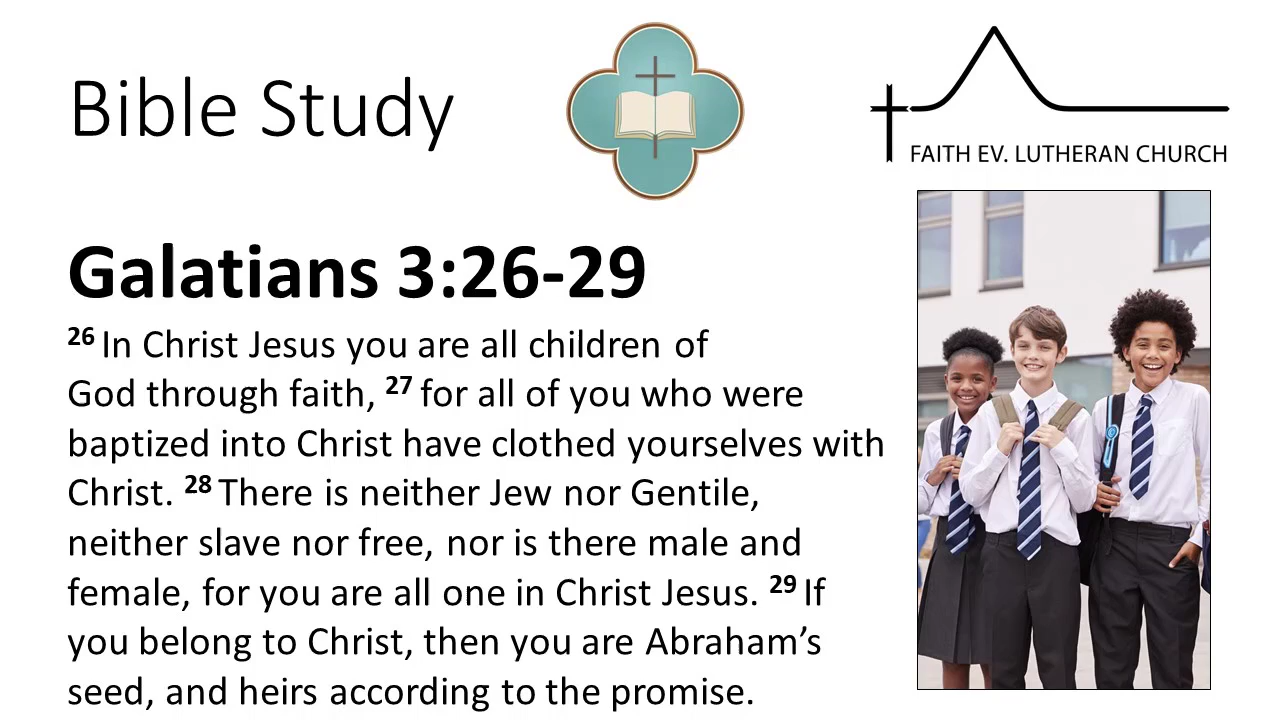 Bible Study
FAITH EV. LUTHERAN CHURCH
Galatians 3:26-29
26 In Christ Jesus you are all children of
God through faith, 27 for all of you who were
baptized into Christ have clothed yourselves with
Christ. 28 There is neither Jew nor Gentile,
neither slave nor free, nor is there male and
female, for you are all one in Christ Jesus. 29 If
you belong to Christ, then you are Abraham’s
seed, and heirs according to the promise.